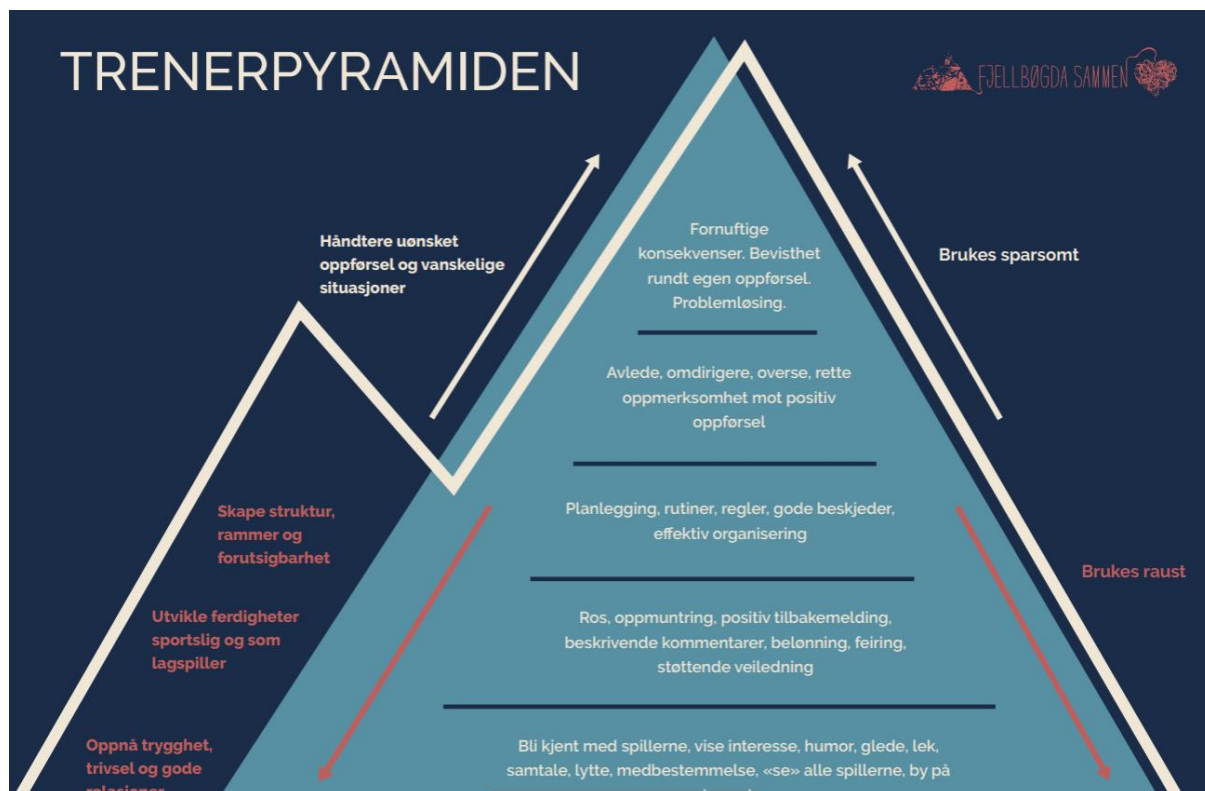 TRENERPYRAMIDEN
FJELLBØGDA SAMMEN
Håndtere uønsket
oppførsel og vanskelige
situasjoner
Fornuftige
konsekvenser. Bevisthet
rundt egen oppførsel.
Problemløsing.
Brukes sparsomt
Avlede, omdirigere, overse, rette
oppmerksomhet mot positiv
oppførsel
Skape struktur,
rammer og
forutsigbarhet
Planlegging, rutiner, regler, gode beskjeder,
effektiv organisering
Brukes raust
Utvikle ferdigheter
sportslig og som
lagspiller
Ros, oppmuntring, positiv tilbakemelding,
beskrivende kommentarer, belønning, feiring,
støttende veiledning
Oppnå trygghet,
trivsel og gode
relasjoner
Bli kjent med spillerne, vise interesse, humor, glede, lek,
samtale, lytte, medbestemmelse, «se» alle spillerne, by på